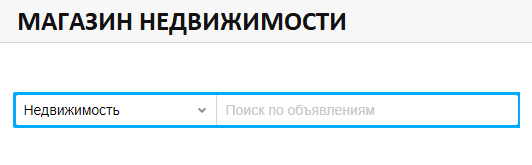 МАГАЗИН НЕДВИЖИМОСТИ
Недвижимость Поиск по объявлениям